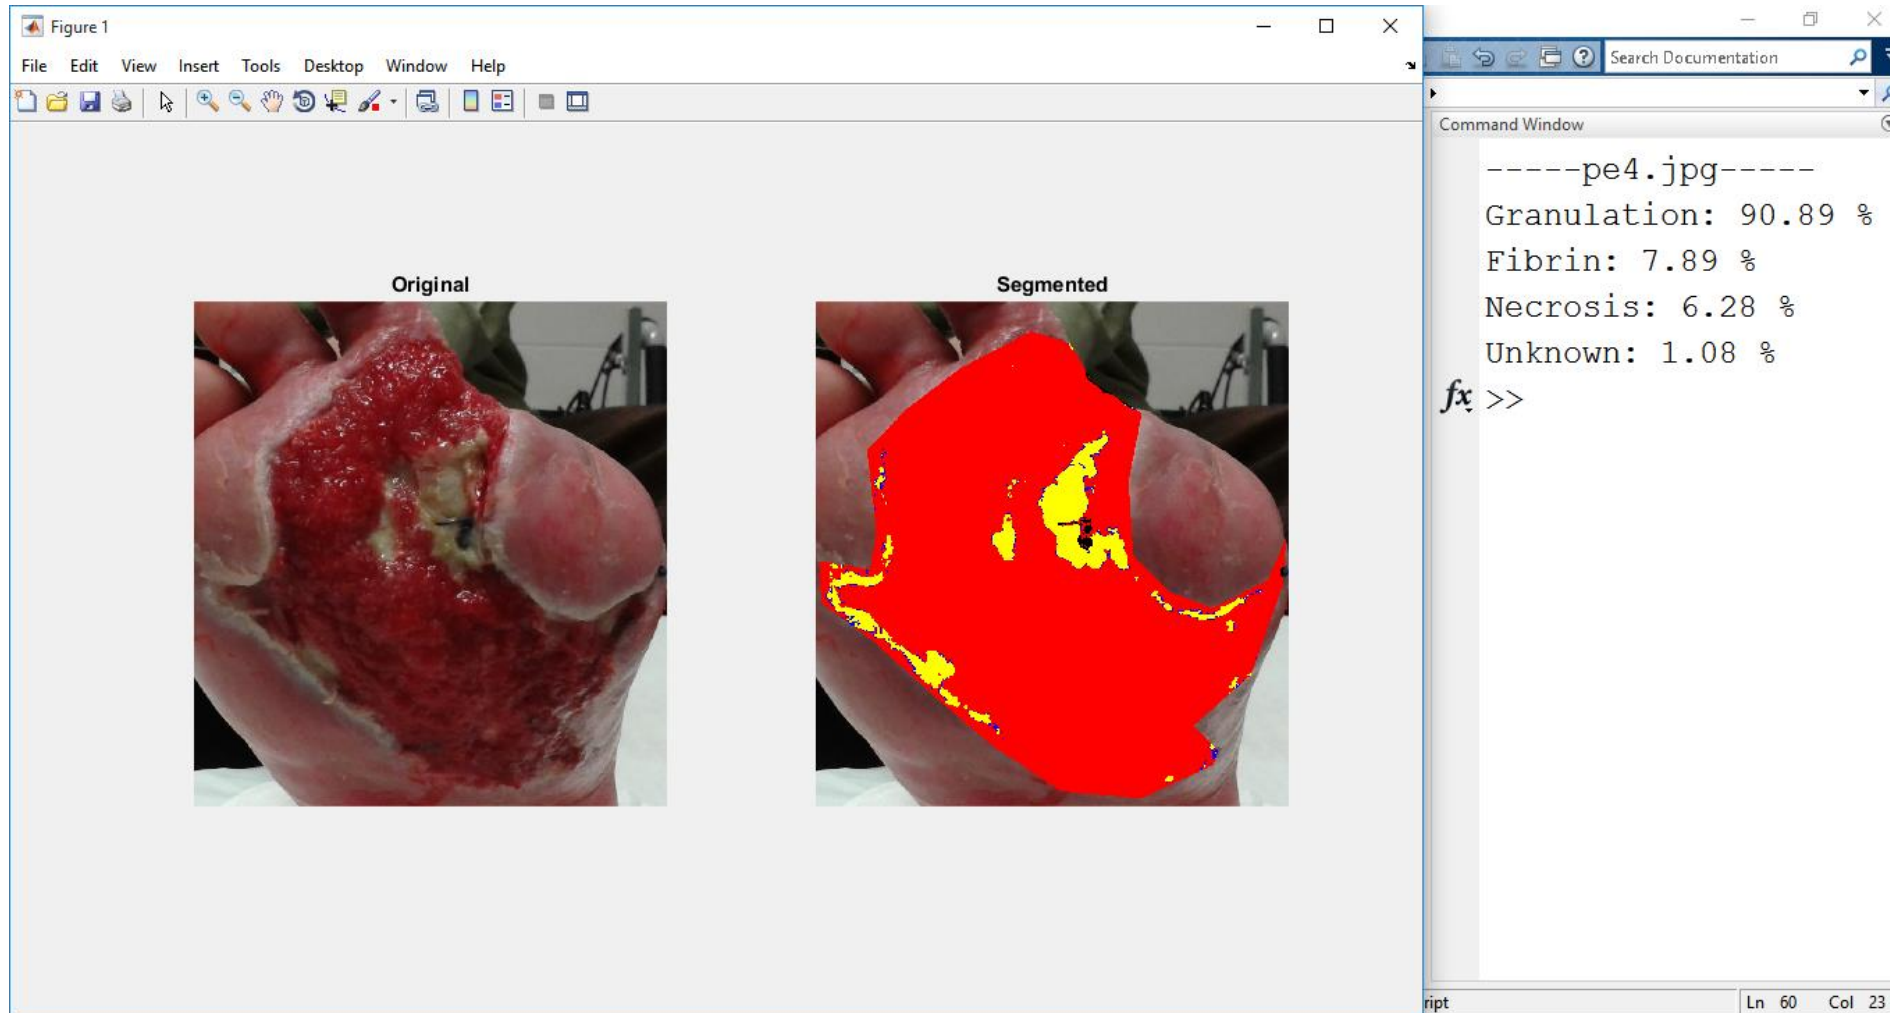 Figure 1
File Edit View Insert Tools Desktop Window Help
Search Documentation
Command Window
Original
Segmented
-----pe4.jpg-----
Granulation: 90.89 %
Fibrin: 7.89 %
Necrosis: 6.28 %
Unknown: 1.08 %
fx >>
ript
Ln 60 Col 23